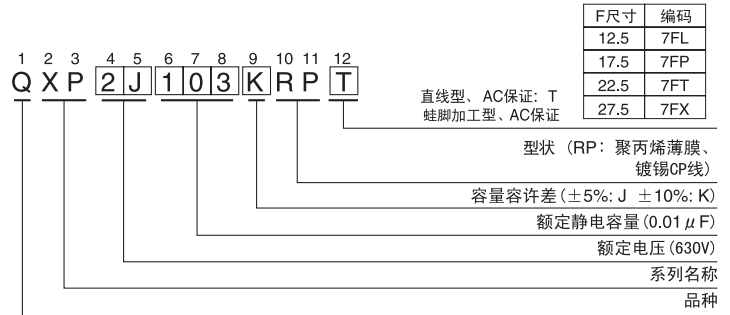 F尺寸 编码
12.5 7FL
17.5 7FP
22.5 7FT
27.5 7FX
1 2 3 4 5 6 7 8 9 10 11 12
Q X P 2 J 1 0 3 K R P T
直线型、AC保证: T
蛙脚加工型、AC保证
型状 (RP: 聚丙烯薄膜、
镀锡CP线)
容量容许差(±5%: J ±10%: K)
额定静电容量(0.01μF)
额定电压(630V)
系列名称
品种